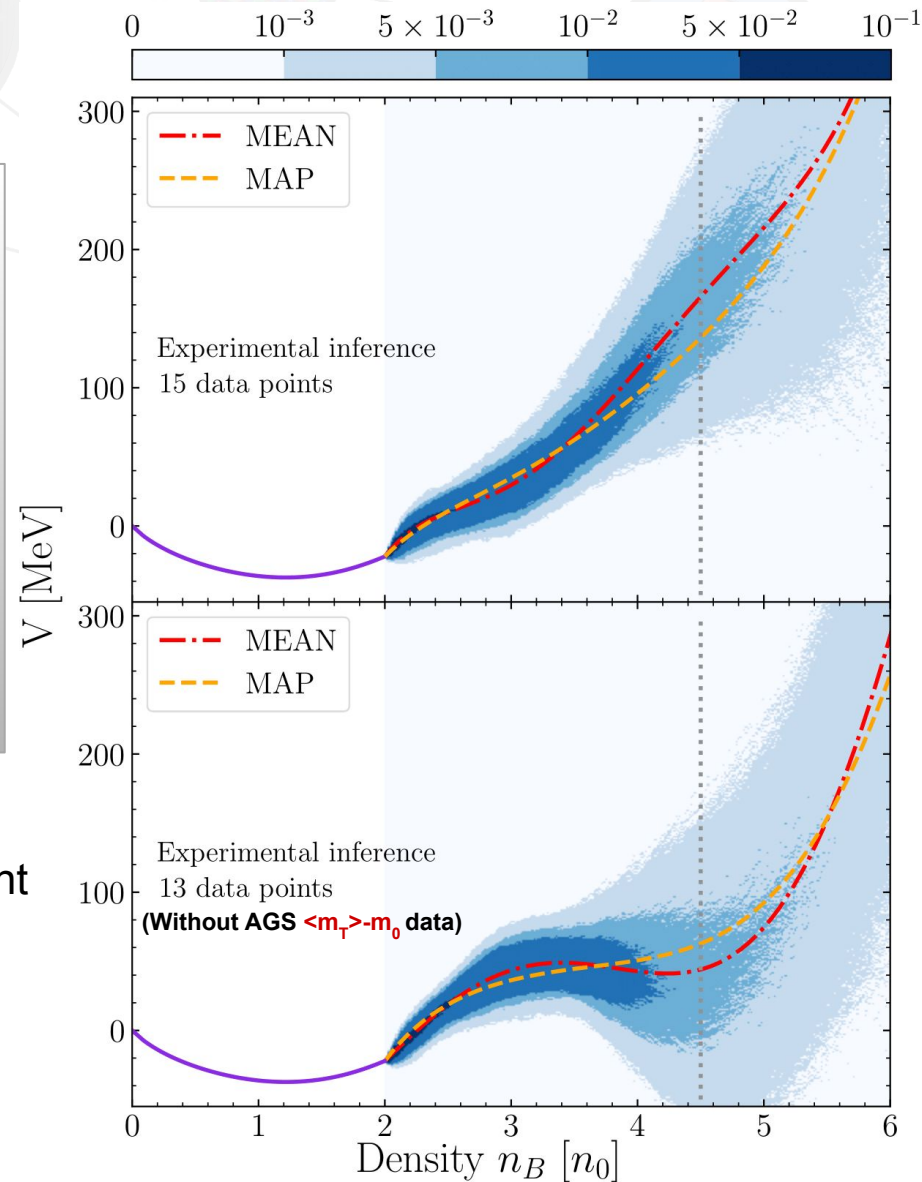 0 10⁻³ 5 × 10⁻³ 10⁻² 5 × 10⁻² 10⁻¹
300
MEAN
MAP
200
Experimental inference
15 data points
100
0
V [MeV]
300
MEAN
MAP
200
Experimental inference
13 data points
nt
100
(Without AGS <m_T>-m_0 data)
0
0 1 2 3 4 5 6
Density n_B [n_0]